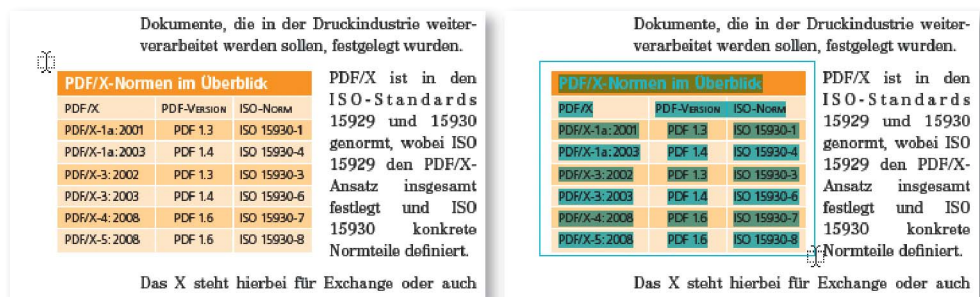 Dokumente, die in der Druckindustrie weiter-
verarbeitet werden sollen, festgelegt wurden.
PDF/X-Normen im Überblick
PDF/X PDF-Version ISO-Norm
PDF/X-1a:2001 PDF 1.3 ISO 15930-1
PDF/X-1a:2003 PDF 1.4 ISO 15930-4
PDF/X-3:2002 PDF 1.3 ISO 15930-3
PDF/X-3:2003 PDF 1.4 ISO 15930-6
PDF/X-4:2008 PDF 1.6 ISO 15930-7
PDF/X-5:2008 PDF 1.6 ISO 15930-8
PDF/X ist in den
ISO-Standards
15929 und 15930
genormt, wobei ISO
15929 den PDF/X-
Ansatz insgesamt
festlegt und ISO
15930 konkrete
Normteile definiert.
Das X steht hierbei für Exchange oder auch
Dokumente, die in der Druckindustrie weiter-
verarbeitet werden sollen, festgelegt wurden.
PDF/X-Normen im Überblick
PDF/X PDF-Version ISO-Norm
PDF/X-1a:2001 PDF 1.3 ISO 15930-1
PDF/X-1a:2003 PDF 1.4 ISO 15930-4
PDF/X-3:2002 PDF 1.3 ISO 15930-3
PDF/X-3:2003 PDF 1.4 ISO 15930-6
PDF/X-4:2008 PDF 1.6 ISO 15930-7
PDF/X-5:2008 PDF 1.6 ISO 15930-8
PDF/X ist in den
ISO-Standards
15929 und 15930
genormt, wobei ISO
15929 den PDF/X-
Ansatz insgesamt
festlegt und ISO
15930 konkrete
Normteile definiert.
Das X steht hierbei für Exchange oder auch